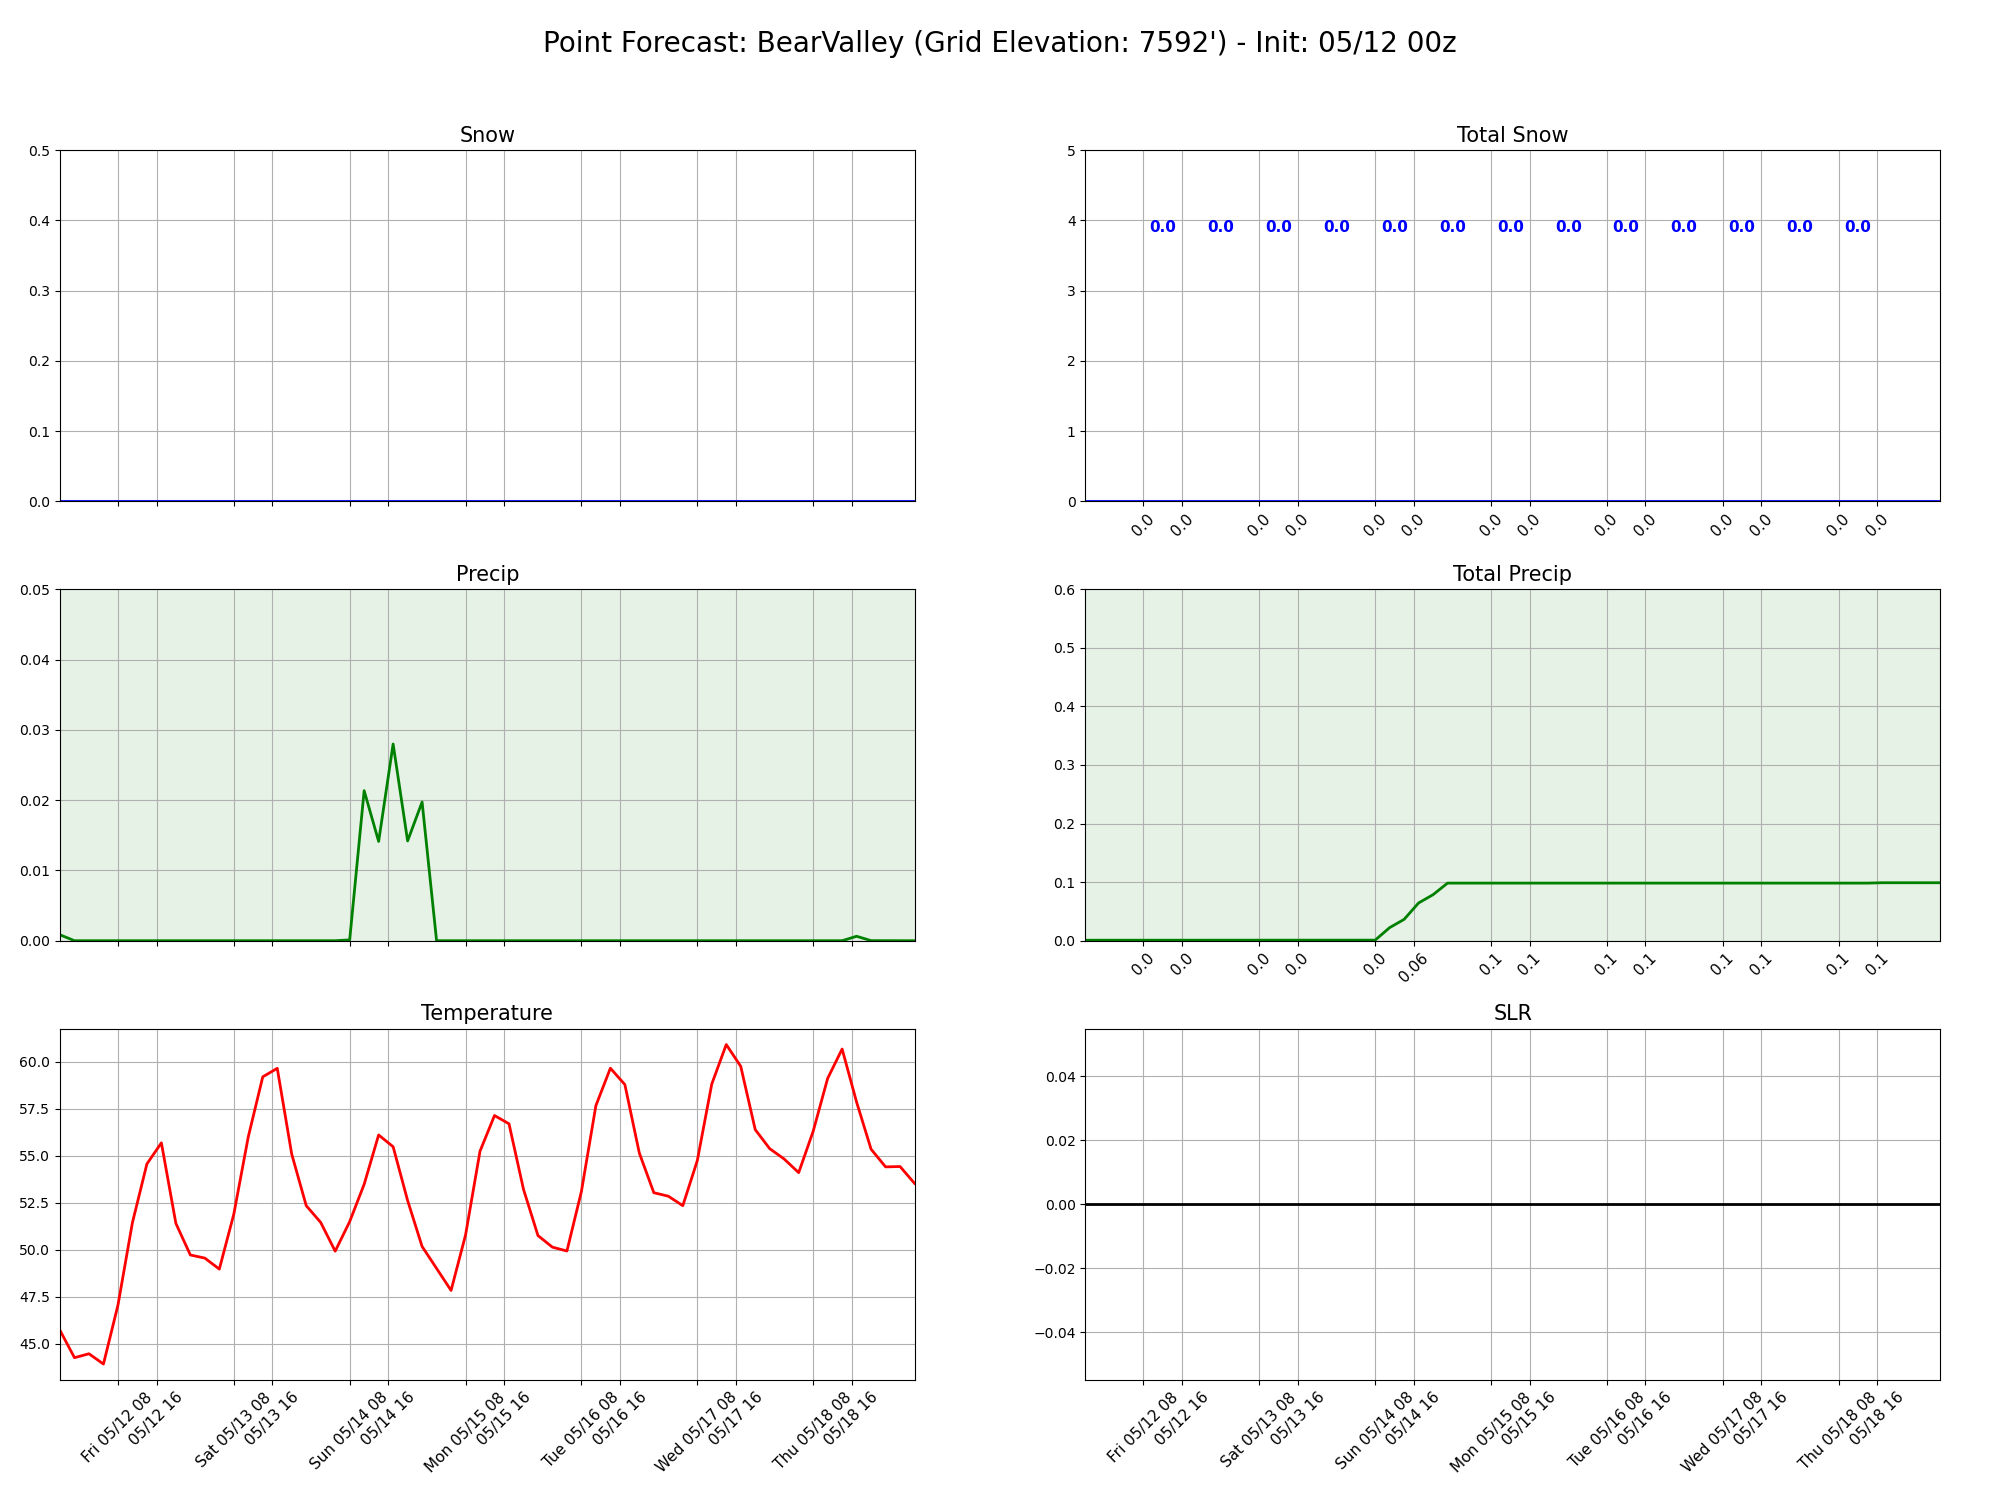 Point Forecast: BearValley (Grid Elevation: 7592') - Init: 05/12 00z
Snow
0.5
0.4
0.3
0.2
0.1
0.0
Total Snow
5
4
3
2
1
0
0.0 0.0 0.0 0.0 0.0 0.0 0.0 0.0 0.0 0.0 0.0 0.0 0.0
0.0 0.0 0.0 0.0 0.0 0.0 0.0 0.0 0.0 0.0 0.0 0.0 0.0 0.0
Precip
0.05
0.04
0.03
0.02
0.01
0.00
Total Precip
0.6
0.5
0.4
0.3
0.2
0.1
0.0
0.0 0.0 0.0 0.0 0.0 0.06 0.1 0.1 0.1 0.1 0.1 0.1 0.1 0.1
Temperature
60.0
57.5
55.0
52.5
50.0
47.5
45.0
Fri 05/12 08
05/12 16
Sat 05/13 08
05/13 16
Sun 05/14 08
05/14 16
Mon 05/15 08
05/15 16
Tue 05/16 08
05/16 16
Wed 05/17 08
05/17 16
Thu 05/18 08
05/18 16
SLR
0.04
0.02
0.00
−0.02
−0.04
Fri 05/12 08
05/12 16
Sat 05/13 08
05/13 16
Sun 05/14 08
05/14 16
Mon 05/15 08
05/15 16
Tue 05/16 08
05/16 16
Wed 05/17 08
05/17 16
Thu 05/18 08
05/18 16